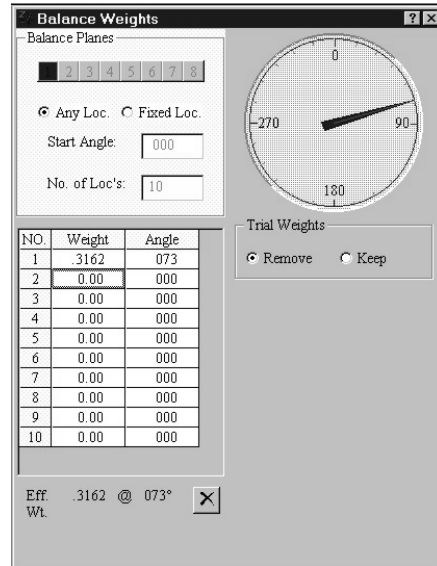 Balance Weights
Balance Planes
1 2 3 4 5 6 7 8
Any Loc. Fixed Loc.
Start Angle: 000
No. of Loc's: 10
0
270 90
180
Trial Weights
Remove Keep
NO. Weight Angle
1 .3162 073
2 0.00 000
3 0.00 000
4 0.00 000
5 0.00 000
6 0.00 000
7 0.00 000
8 0.00 000
9 0.00 000
10 0.00 000
Eff. .3162 @ 073°
Wt.